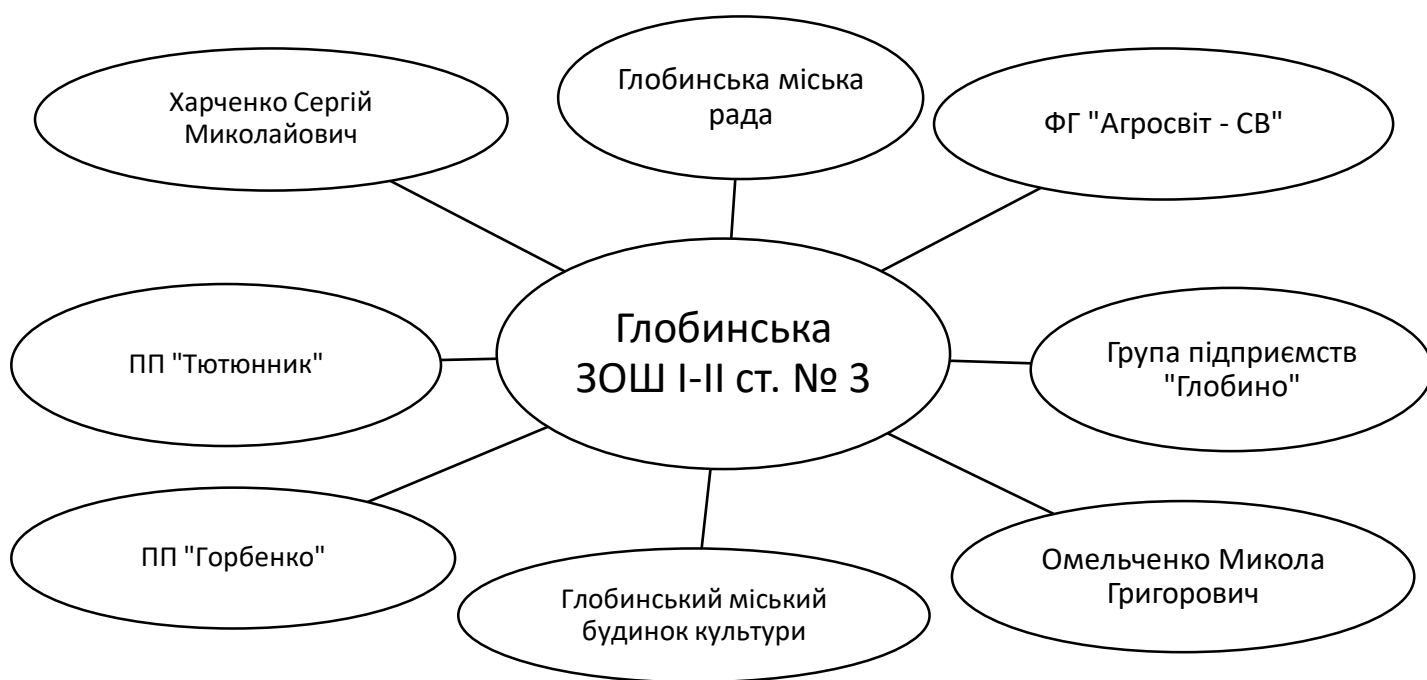 Харченко Сергій
Миколайович
Глобинська міська
рада
ФГ "Агросвіт - СВ"
ПП "Тютюнник"
Глобинська
ЗОШ І-ІІ ст. № 3
Група підприємств
"Глобино"
ПП "Горбенко"
Глобинський міський
будинок культури
Омельченко Микола
Григорович